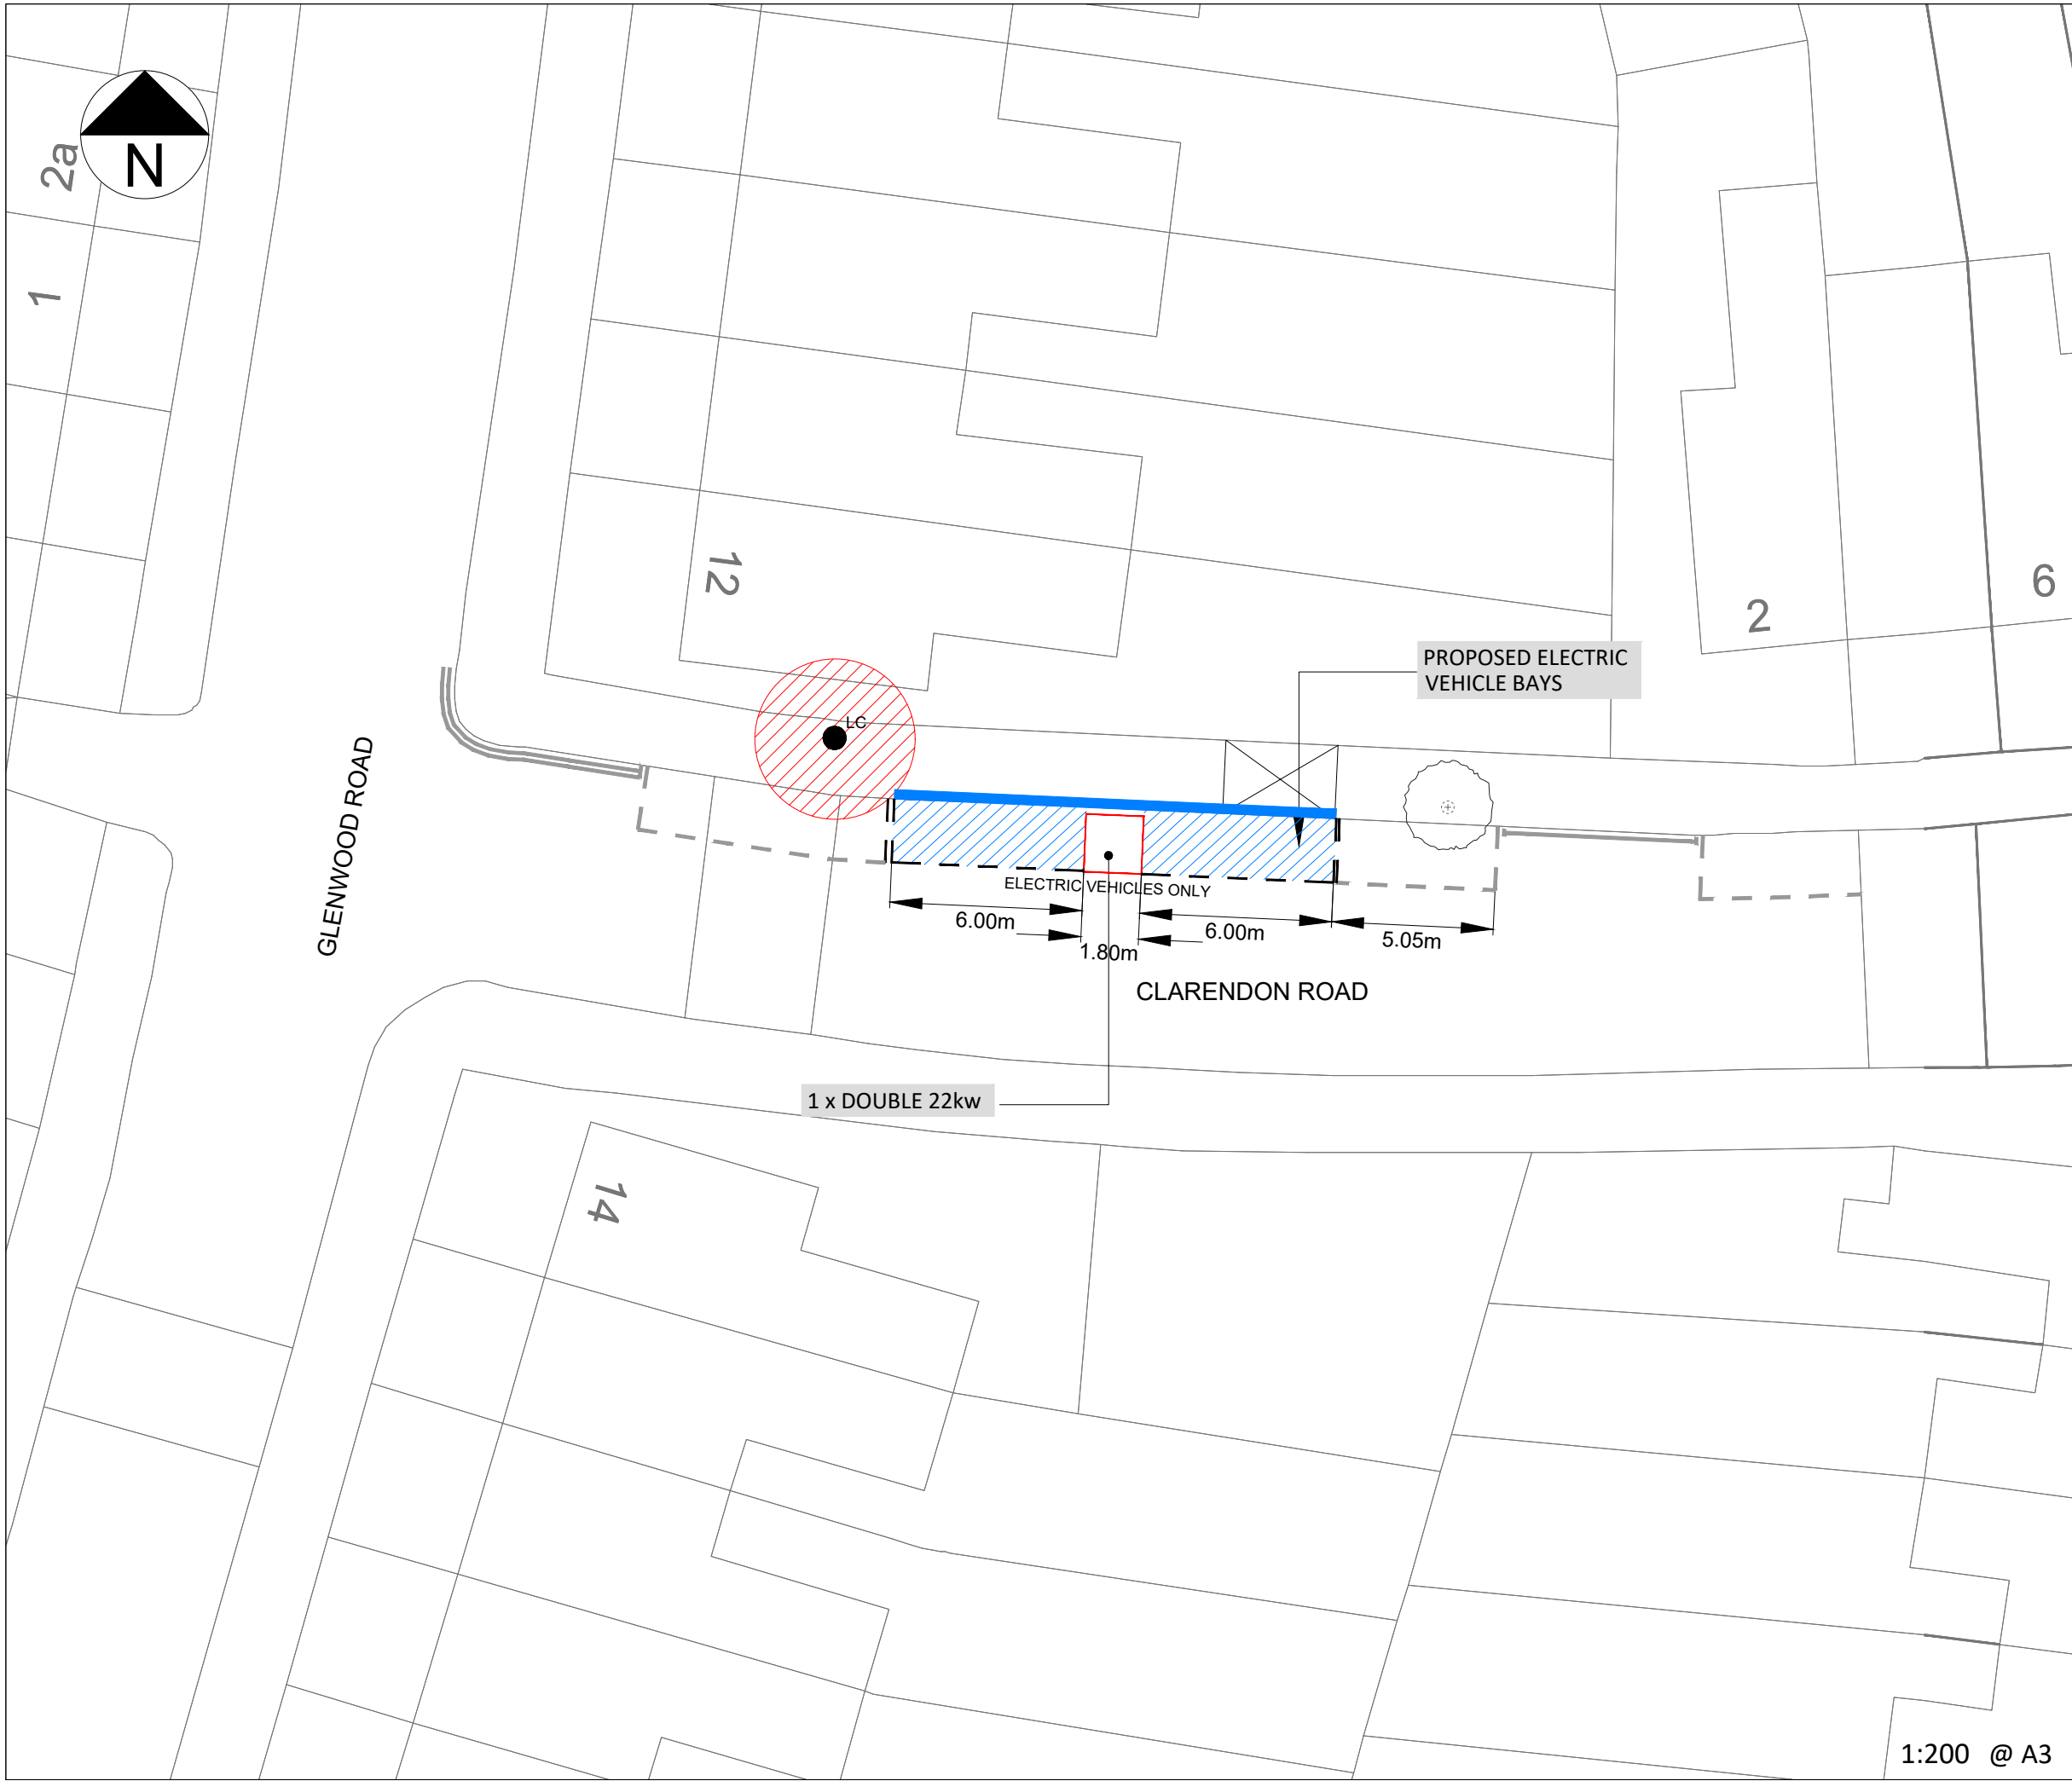 2a
N
1
12
2
6
PROPOSED ELECTRIC
VEHICLE BAYS
LC
GLENWOOD ROAD
ELECTRIC VEHICLES ONLY
6.00m
1.80m
6.00m
5.05m
CLARENDON ROAD
1 x DOUBLE 22kw
14
1:200 @ A3